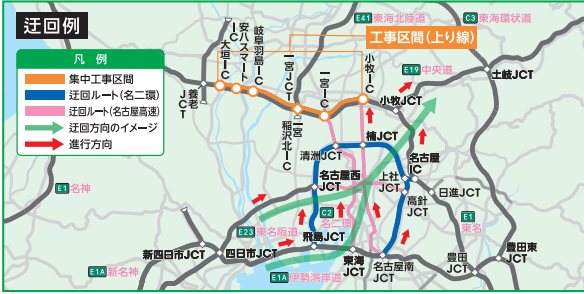 迂回例
凡例
集中工事区間
迂回ルート(名二環)
迂回ルート(名古屋高速)
迂回方向のイメージ
進行方向
E41 東海北陸道
C3 東海環状道
工事区間(上り線)
E19 中央道
土岐JCT
岐阜羽島IC
安八スマートIC
大垣IC
養老JCT
一宮JCT
一宮IC
小牧IC
小牧JCT
一宮稲沢北IC
清洲JCT
楠JCT
名古屋IC
上社JCT
名古屋西JCT
高針JCT
日進JCT
E1 名神
C2 名二環
E1 東名
E23 東名阪道
飛島JCT
新四日市JCT
四日市JCT
東海JCT
名古屋南JCT
豊田JCT
豊田東JCT
E1A 新名神
E1A 伊勢湾岸道